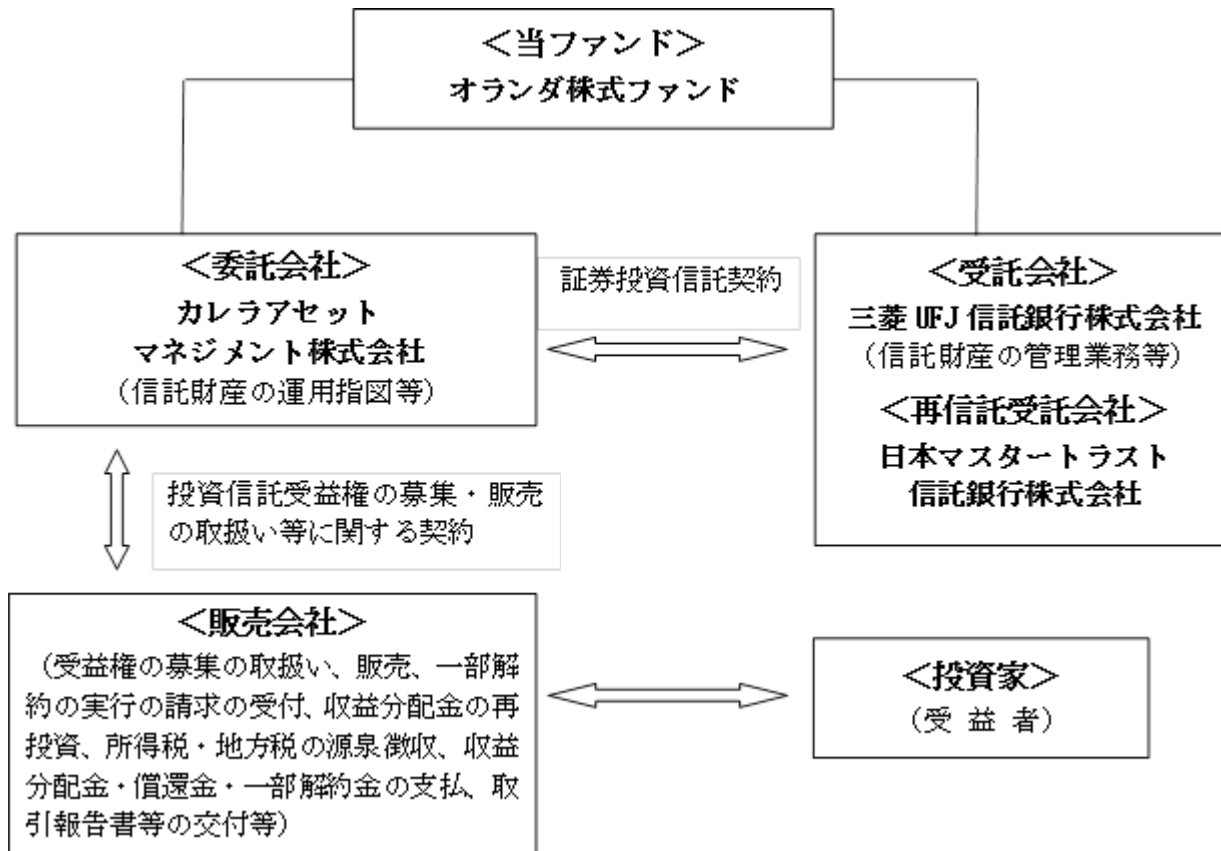 ＜当ファンド＞
オランダ株式ファンド
＜委託会社＞
カレラアセット
マネジメント株式会社
（信託財産の運用指図等）
証券投資信託契約
＜受託会社＞
三菱 UFJ 信託銀行株式会社
（信託財産の管理業務等）
＜再信託受託会社＞
日本マスタートラスト
信託銀行株式会社
投資信託受益権の募集・販売
の取扱い等に関する契約
＜販売会社＞
（受益権の募集の取扱い、販売、一部解
約の実行の請求の受付、収益分配金の再
投資、所得税・地方税の源泉徴収、収益
分配金・償還金・一部解約金の支払、取
引報告書等の交付等）
＜投資家＞
（受 益 者）